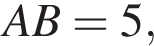 AB = 5,